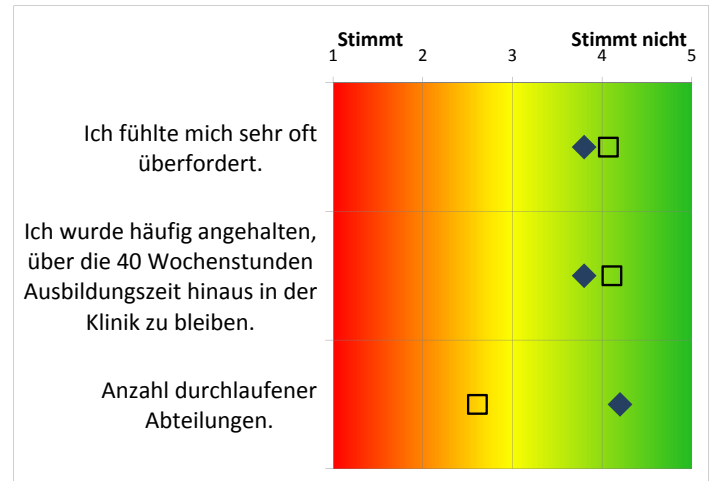 Stimmt Stimmt nicht
1 2 3 4 5
Ich fühlte mich sehr oft
überfordert.
Ich wurde häufig angehalten,
über die 40 Wochenstunden
Ausbildungszeit hinaus in der
Klinik zu bleiben.
Anzahl durchlaufener
Abteilungen.